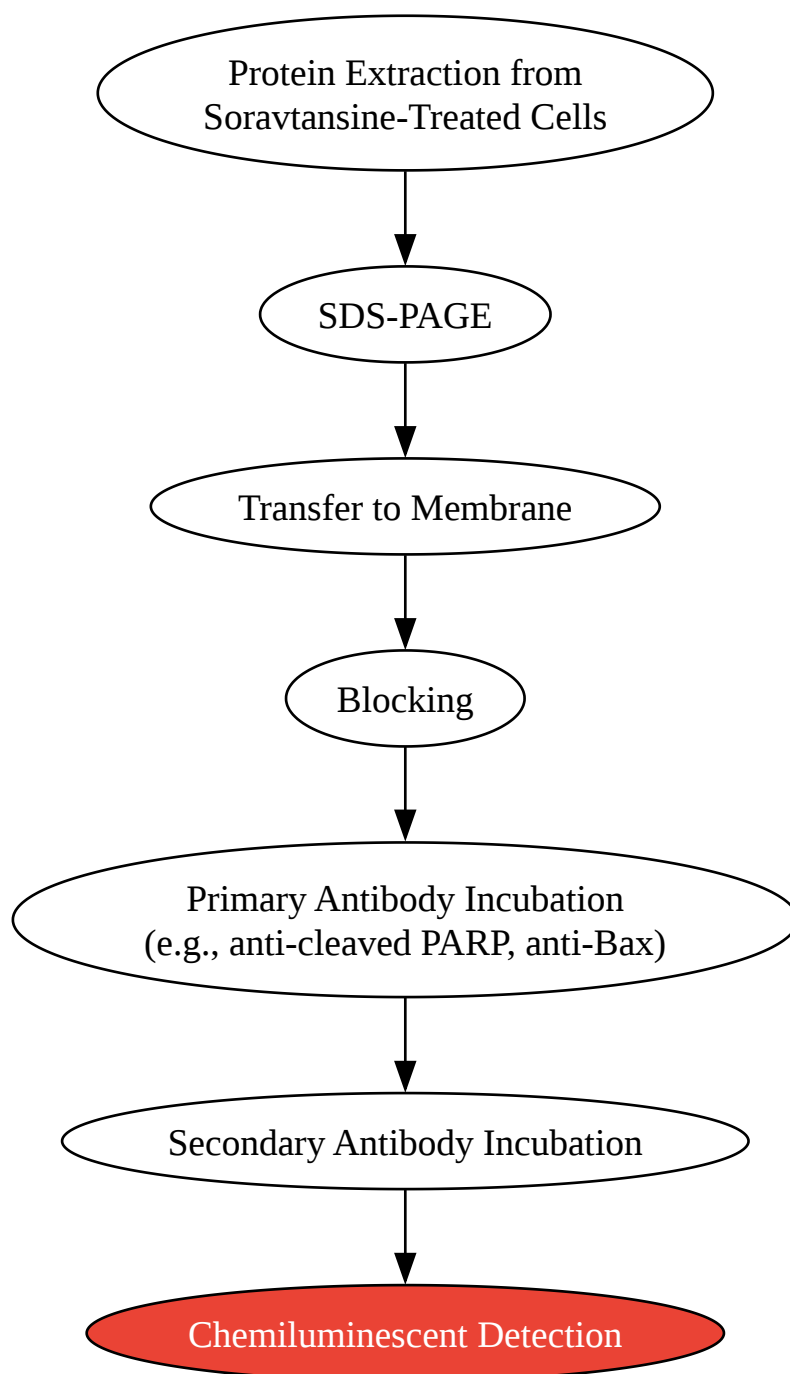 Protein Extraction from
Soravtansine-Treated Cells
SDS-PAGE
Transfer to Membrane
Blocking
Primary Antibody Incubation
(e.g., anti-cleaved PARP, anti-Bax)
Secondary Antibody Incubation
Chemiluminescent Detection